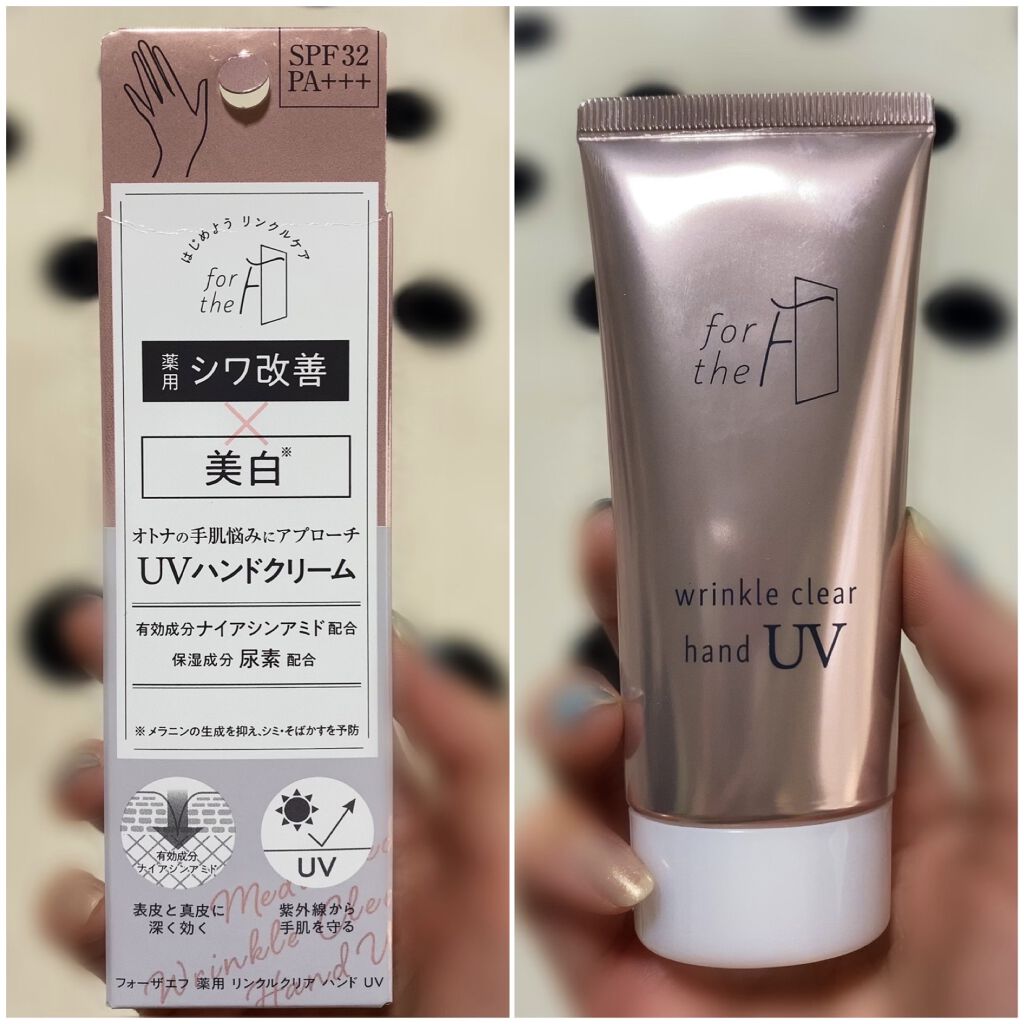 SPF32
PA+++
はじめよう リンクルケア
for
the F
薬用 シワ改善
×
美白※
オトナの手肌悩みにアプローチ
UVハンドクリーム
有効成分ナイアシンアミド配合
保湿成分 尿素 配合
※メラニンの生成を抑え、シミ・そばかすを予防
有効成分
ナイアシンアミド
UV
表皮と真皮に
深く効く
紫外線から
手肌を守る
Wrinkle
Hand
フォーザエフ 薬用 リンクルクリア ハンド UV
for
the F
wrinkle clear
hand UV